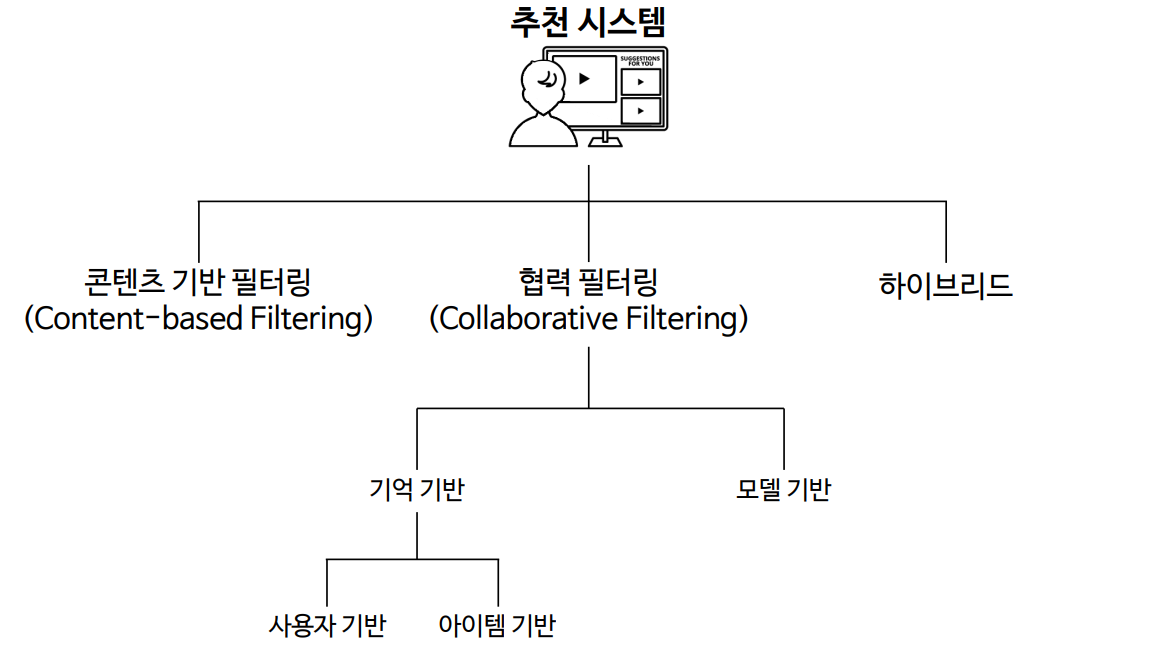 추천 시스템
SUGGESTIONS
FOR YOU
콘텐츠 기반 필터링
(Content-based Filtering)
협력 필터링
(Collaborative Filtering)
하이브리드
기억 기반
모델 기반
사용자 기반
아이템 기반